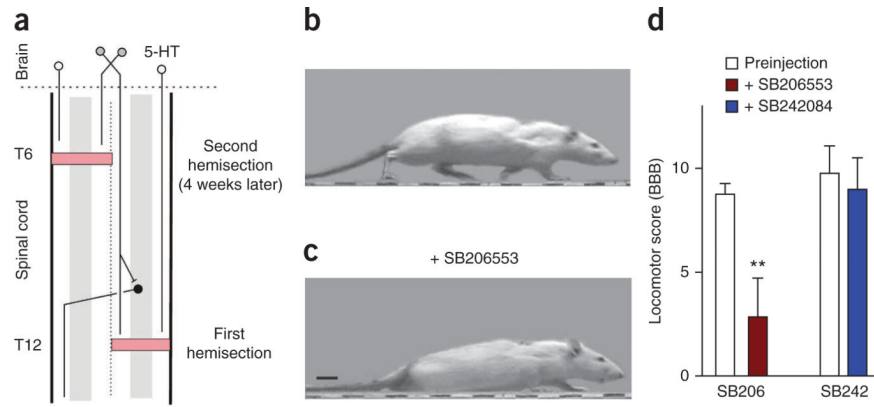 a
Brain
5-HT
T6
Second
hemisection
(4 weeks later)
Spinal cord
T12
First
hemisection
b
c
+ SB206553
d
Preinjection
+ SB206553
+ SB242084
Locomotor score (BBB)
10
5
0
**
SB206
SB242